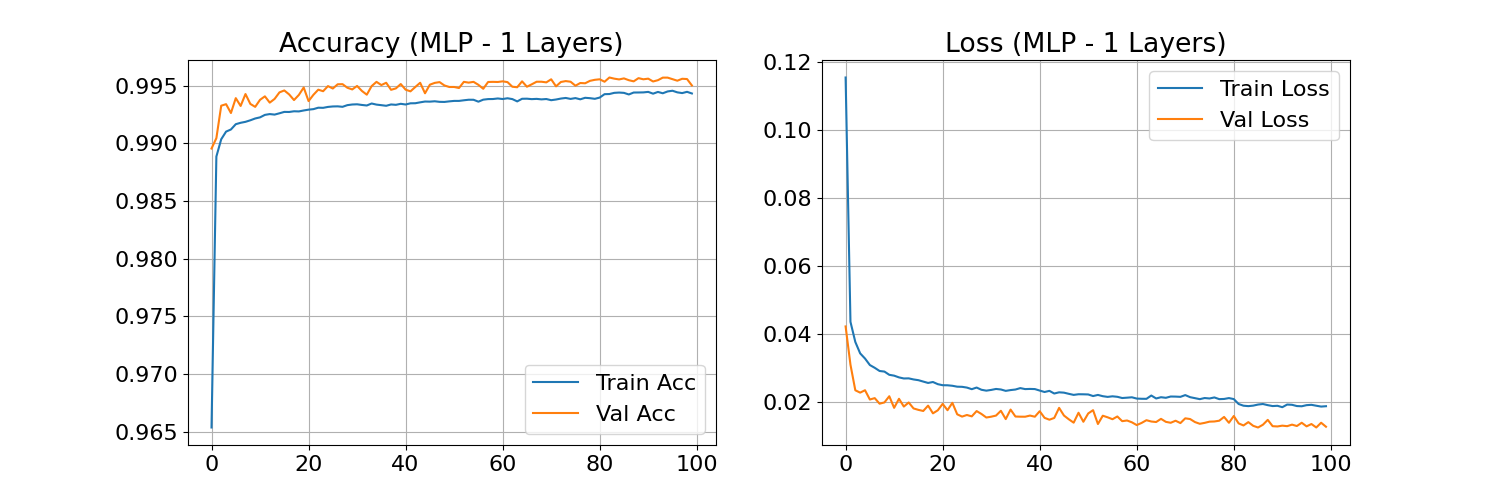 Accuracy (MLP - 1 Layers)
0.995
0.990
0.985
0.980
0.975
0.970
0.965
0 20 40 60 80 100
Train Acc
Val Acc
Loss (MLP - 1 Layers)
0.12
0.10
0.08
0.06
0.04
0.02
0 20 40 60 80 100
Train Loss
Val Loss